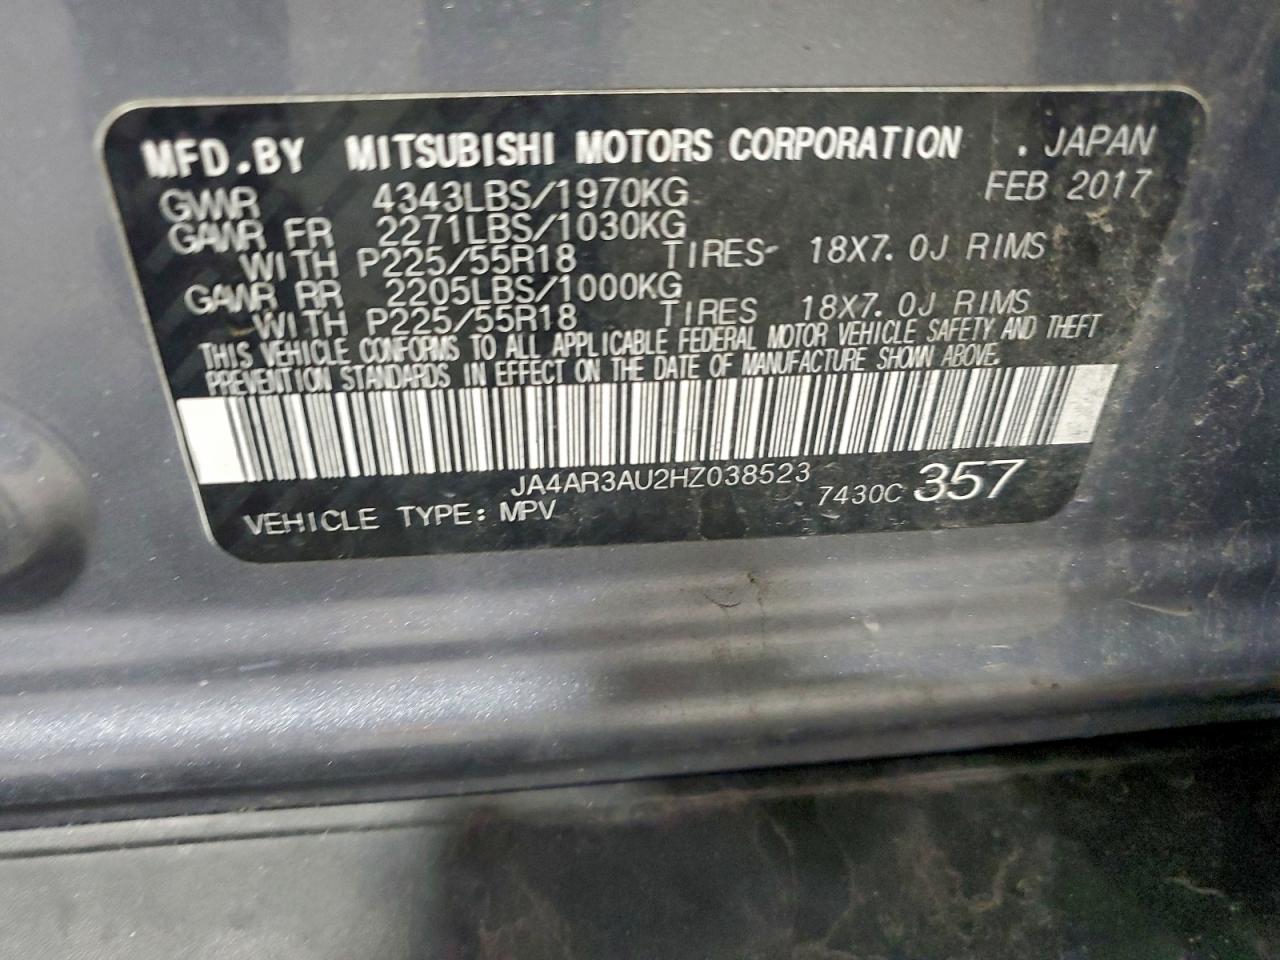 MFD.BY MITSUBISHI MOTORS CORPORATION . JAPAN
GVWR 4343LBS/1970KG FEB 2017
GAWR FR 2271LBS/1030KG
WITH P225/55R18 TIRES- 18X7.0J RIMS
GAWR RR 2205LBS/1000KG
WITH P225/55R18 TIRES 18X7.0J RIMS
THIS VEHICLE CONFORMS TO ALL APPLICABLE FEDERAL MOTOR VEHICLE SAFETY AND THEFT
PREVENTION STANDARDS IN EFFECT ON THE DATE OF MANUFACTURE SHOWN ABOVE.
JA4AR3AU2HZ038523
VEHICLE TYPE: MPV 7430C 357